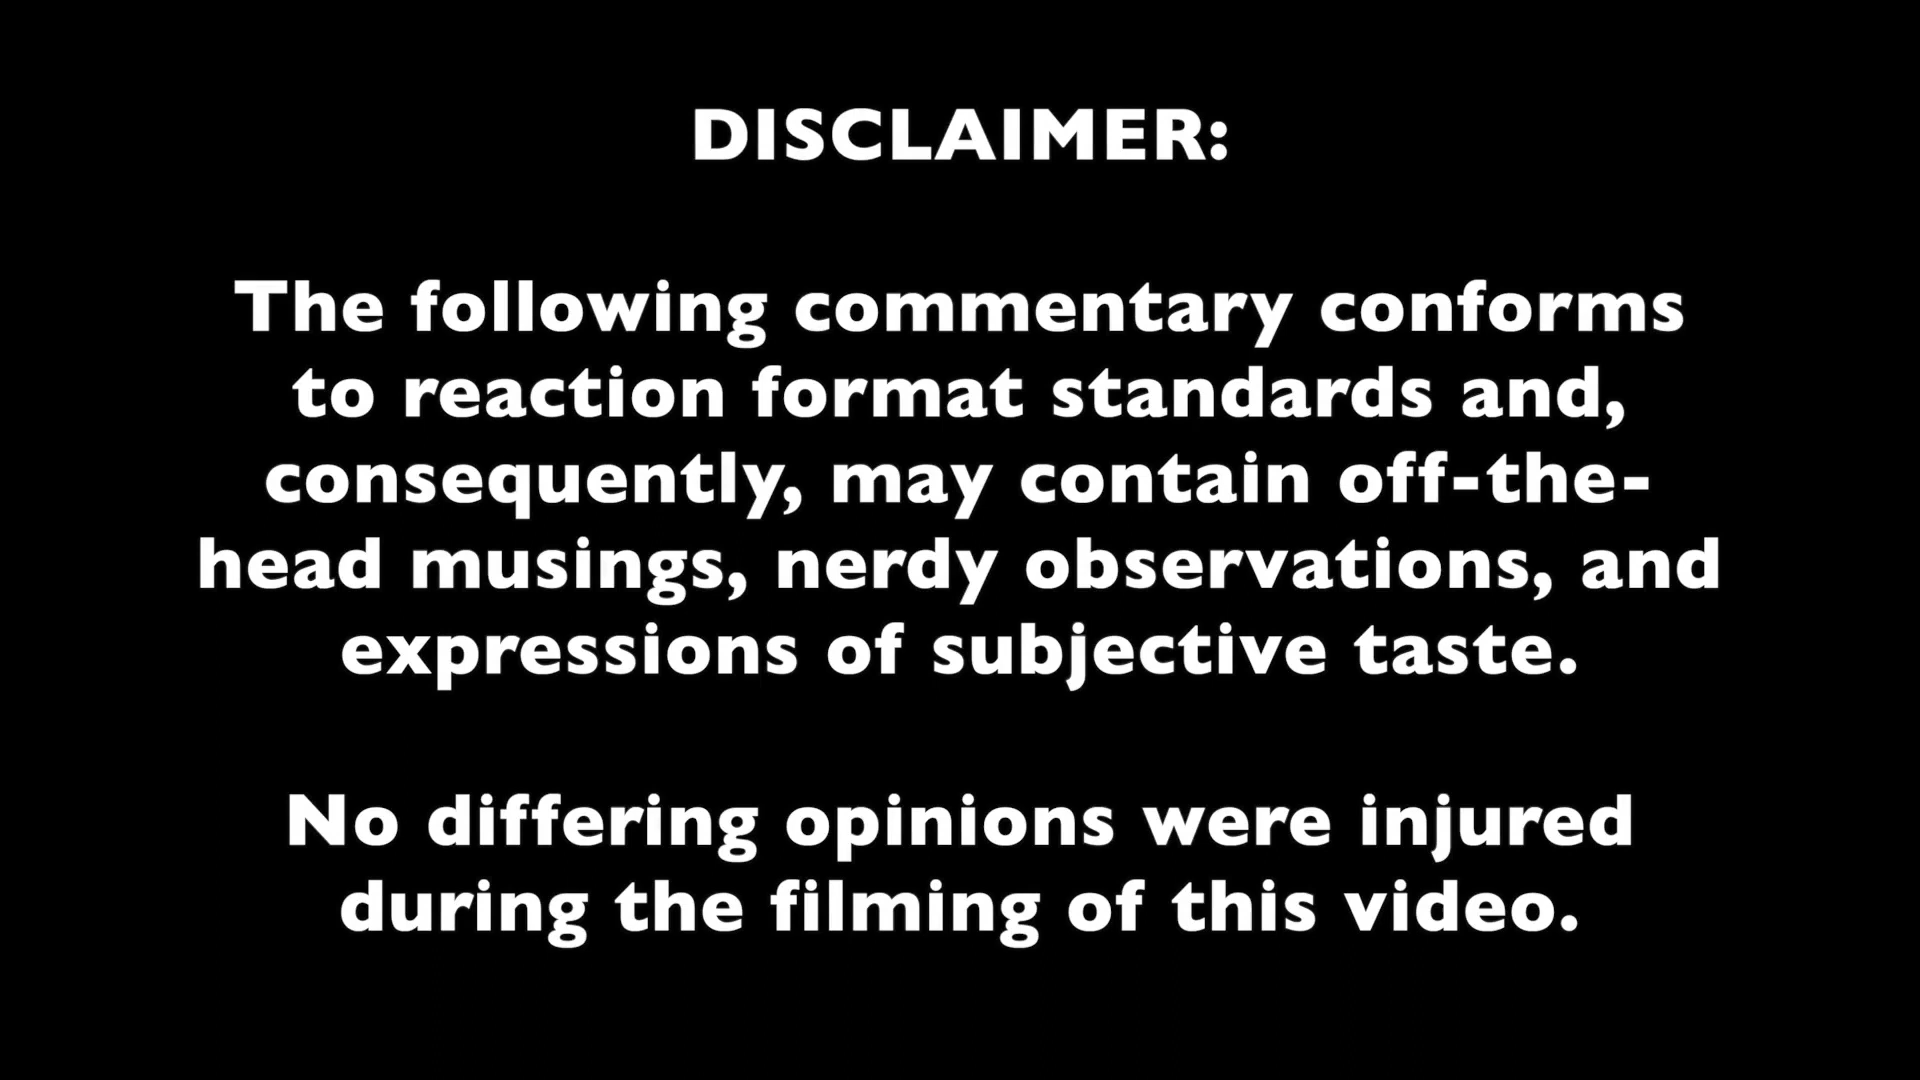 DISCLAIMER:
The following commentary conforms
to reaction format standards and,
consequently, may contain off-the-
head musings, nerdy observations, and
expressions of subjective taste.
No differing opinions were injured
during the filming of this video.